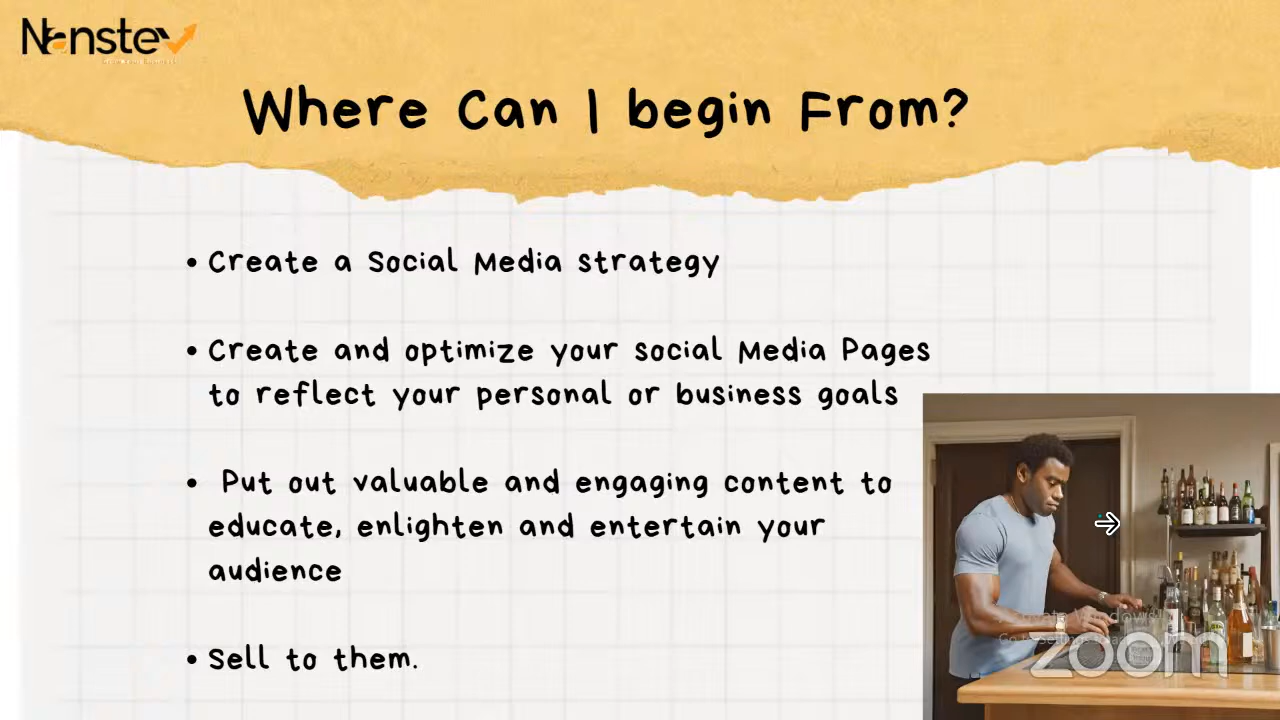 Nanstev
Where Can I begin From?
• Create a Social Media strategy
• Create and optimize your social Media Pages
to reflect your personal or business goals
• Put out valuable and engaging content to
educate, enlighten and entertain your
audience
• Sell to them.
zoom